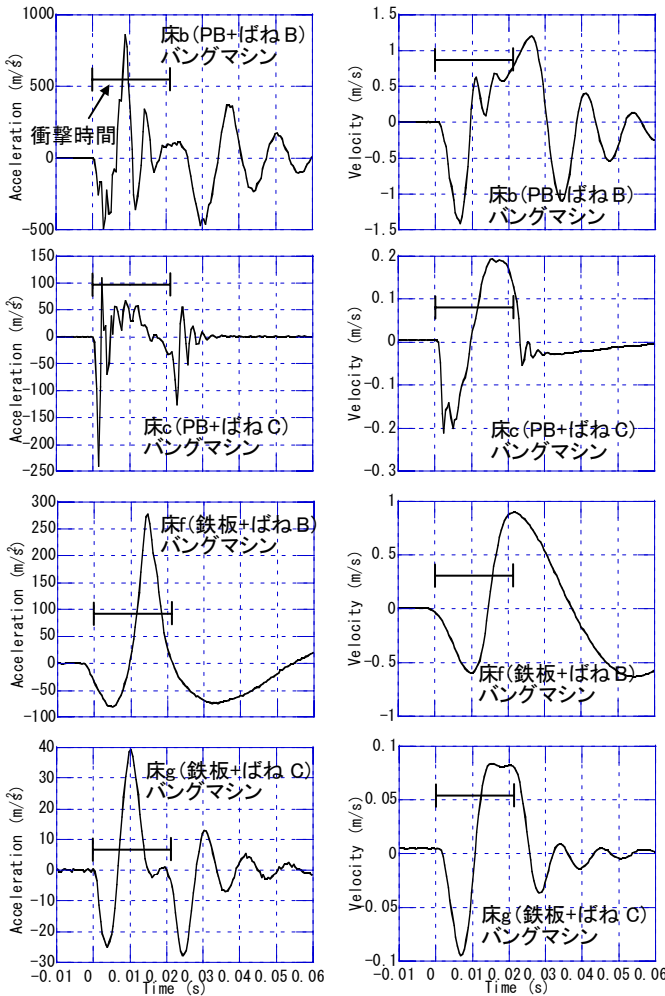 1000
500
0
-500
Acceleration (m/s²)
床b(PB+ばねB)
バングマシン
衝撃時間
1.5
1
0.5
0.0
-0.5
-1
-1.5
Velocity (m/s)
床b(PB+ばねB)
バングマシン
150
100
50
0
-50
-100
-150
-200
-250
Acceleration (m/s²)
床c(PB+ばねC)
バングマシン
0.2
0.1
0.0
-0.1
-0.2
-0.3
Velocity (m/s)
床c(PB+ばねC)
バングマシン
300
250
200
150
100
50
0
-50
-100
Acceleration (m/s²)
床f(鉄板+ばねB)
バングマシン
1
0.5
0.0
-0.5
-1
Velocity (m/s)
床f(鉄板+ばねB)
バングマシン
40
30
20
10
0
-10
-20
-30
Acceleration (m/s²)
床g(鉄板+ばねC)
バングマシン
-0.01 0 0.01 0.02 0.03 0.04 0.05 0.06
Time (s)
0.1
0.05
0
-0.05
-0.1
Velocity (m/s)
床g(鉄板+ばねC)
バングマシン
-0.01 0 0.01 0.02 0.03 0.04 0.05 0.06
Time (s)